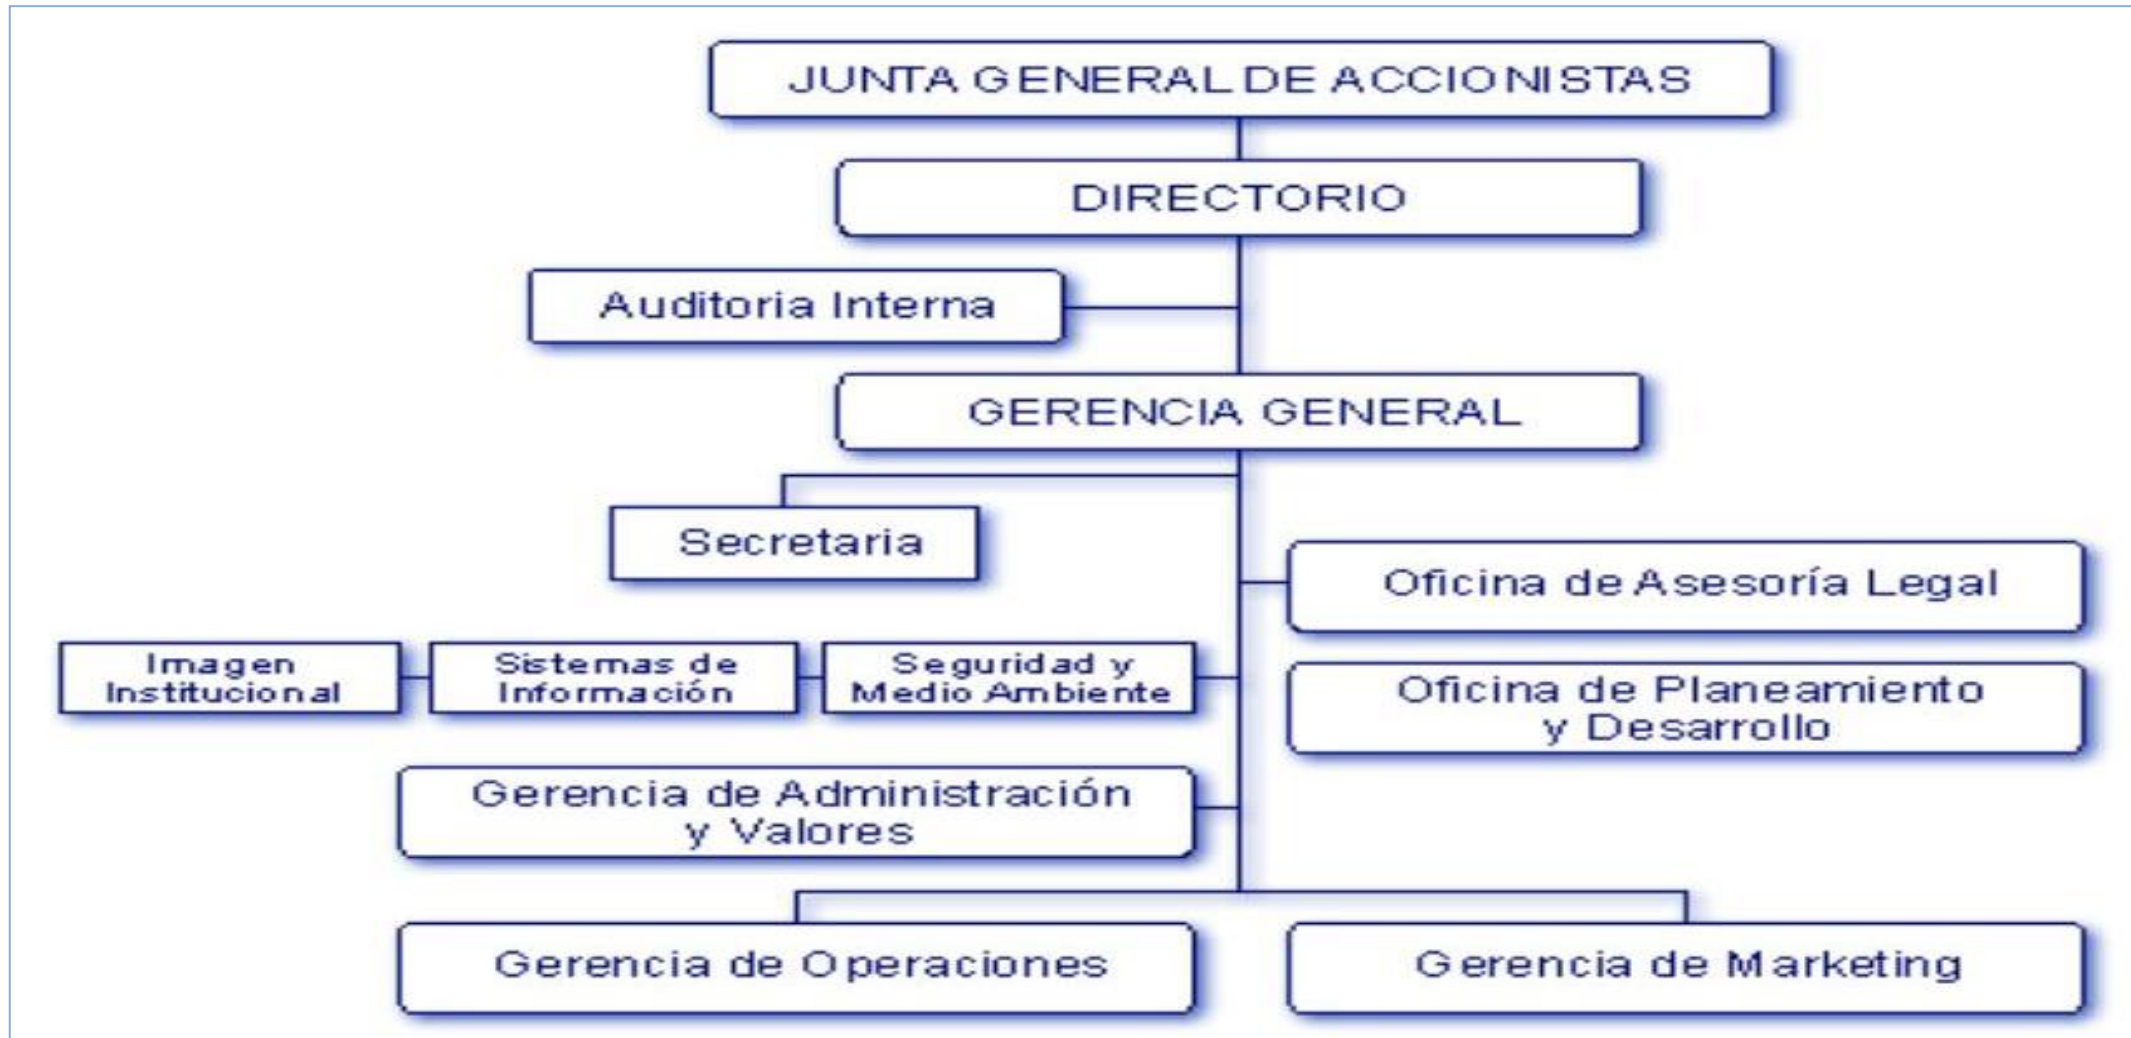 JUNTA GENERAL DE ACCIONISTAS
DIRECTORIO
Auditoria Interna
GERENCIA GENERAL
Secretaria
Oficina de Asesoría Legal
Imagen
Institucional
Sistemas de
Información
Seguridad y
Medio Ambiente
Oficina de Planeamiento
y Desarrollo
Gerencia de Administración
y Valores
Gerencia de Operaciones
Gerencia de Marketing